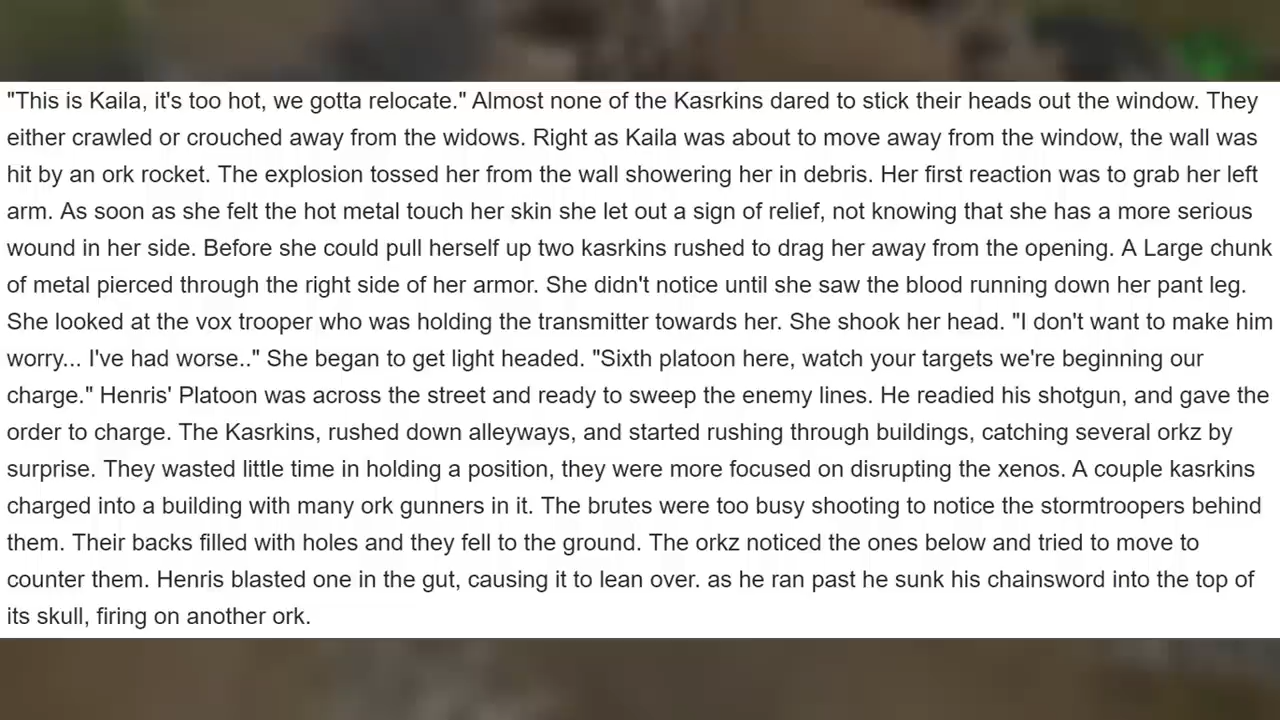 "This is Kaila, it's too hot, we gotta relocate." Almost none of the Kasrkins dared to stick their heads out the window. They
either crawled or crouched away from the widows. Right as Kaila was about to move away from the window, the wall was
hit by an ork rocket. The explosion tossed her from the wall showering her in debris. Her first reaction was to grab her left
arm. As soon as she felt the hot metal touch her skin she let out a sign of relief, not knowing that she has a more serious
wound in her side. Before she could pull herself up two kasrkins rushed to drag her away from the opening. A Large chunk
of metal pierced through the right side of her armor. She didn't notice until she saw the blood running down her pant leg.
She looked at the vox trooper who was holding the transmitter towards her. She shook her head. "I don't want to make him
worry... I've had worse.." She began to get light headed. "Sixth platoon here, watch your targets we're beginning our
charge." Henris' Platoon was across the street and ready to sweep the enemy lines. He readied his shotgun, and gave the
order to charge. The Kasrkins, rushed down alleyways, and started rushing through buildings, catching several orkz by
surprise. They wasted little time in holding a position, they were more focused on disrupting the xenos. A couple kasrkins
charged into a building with many ork gunners in it. The brutes were too busy shooting to notice the stormtroopers behind
them. Their backs filled with holes and they fell to the ground. The orkz noticed the ones below and tried to move to
counter them. Henris blasted one in the gut, causing it to lean over. as he ran past he sunk his chainsword into the top of
its skull, firing on another ork.